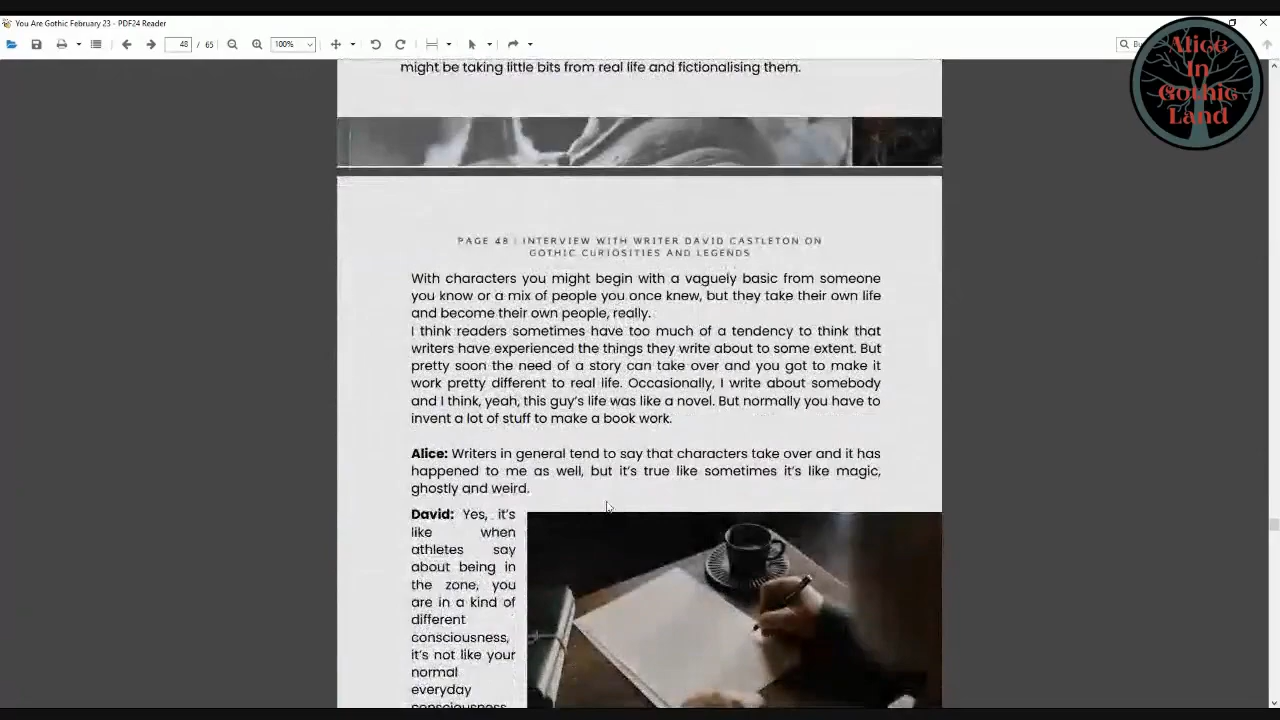 You Are Gothic February 23 - PDF24 Reader
48 / 65
100%
Alice
In
Gothic
Land
might be taking little bits from real life and fictionalising them.
PAGE 48 | INTERVIEW WITH WRITER DAVID CASTLETON ON
GOTHIC CURIOSITIES AND LEGENDS
With characters you might begin with a vaguely basic from someone
you know or a mix of people you once knew, but they take their own life
and become their own people, really.
I think readers sometimes have too much of a tendency to think that
writers have experienced the things they write about to some extent. But
pretty soon the need of a story can take over and you got to make it
work pretty different to real life. Occasionally, I write about somebody
and I think, yeah, this guy's life was like a novel. But normally you have to
invent a lot of stuff to make a book work.
Alice: Writers in general tend to say that characters take over and it has
happened to me as well, but it's true like sometimes it's like magic,
ghostly and weird.
David: Yes, it's
like when
athletes say
about being in
the zone, you
are in a kind of
different
consciousness,
it's not like your
normal
everyday
consciousness